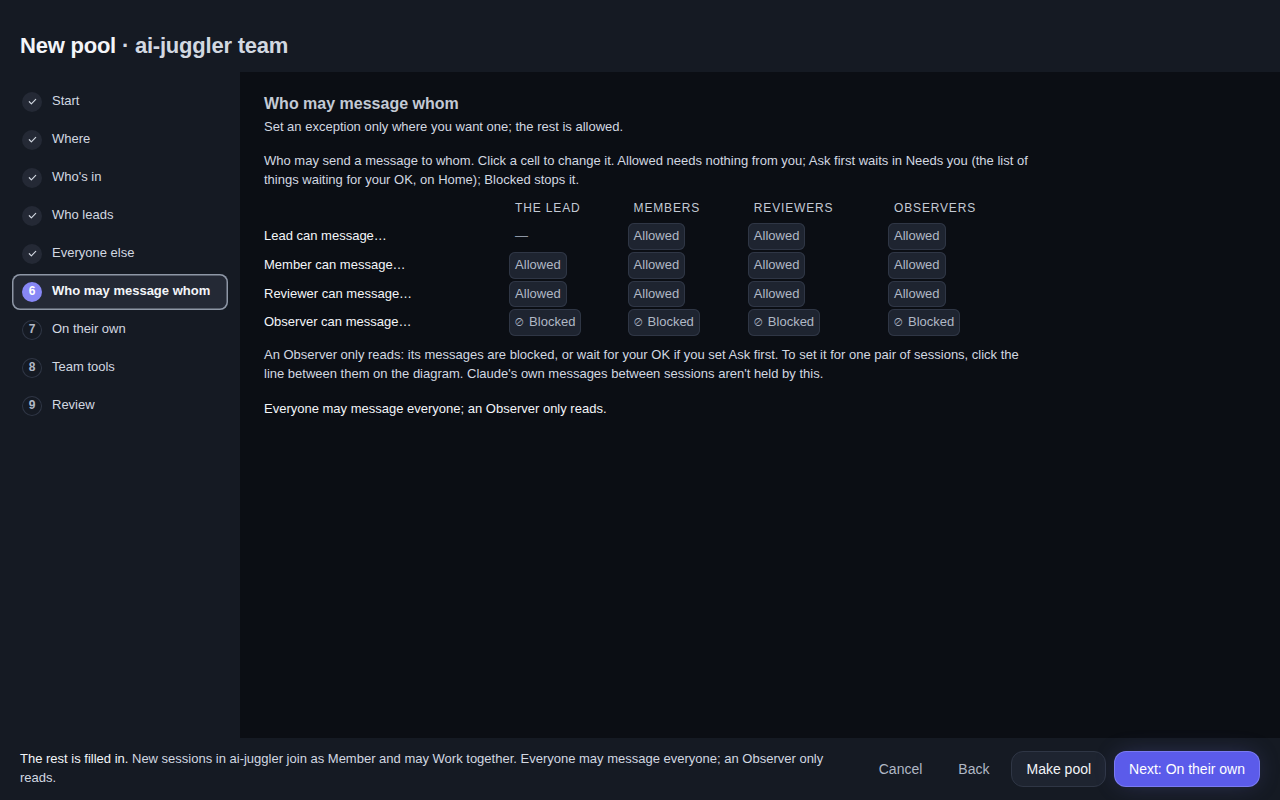 New pool · ai-juggler team
Start
Where
Who's in
Who leads
Everyone else
6 Who may message whom
7 On their own
8 Team tools
9 Review
Who may message whom
Set an exception only where you want one; the rest is allowed.
Who may send a message to whom. Click a cell to change it. Allowed needs nothing from you; Ask first waits in Needs you (the list of
things waiting for your OK, on Home); Blocked stops it.
THE LEAD MEMBERS REVIEWERS OBSERVERS
Lead can message… — Allowed Allowed Allowed
Member can message… Allowed Allowed Allowed Allowed
Reviewer can message… Allowed Allowed Allowed Allowed
Observer can message… ⊘ Blocked ⊘ Blocked ⊘ Blocked ⊘ Blocked
An Observer only reads: its messages are blocked, or wait for your OK if you set Ask first. To set it for one pair of sessions, click the
line between them on the diagram. Claude's own messages between sessions aren't held by this.
Everyone may message everyone; an Observer only reads.
The rest is filled in. New sessions in ai-juggler join as Member and may Work together. Everyone may message everyone; an Observer only
reads.
Cancel Back Make pool Next: On their own